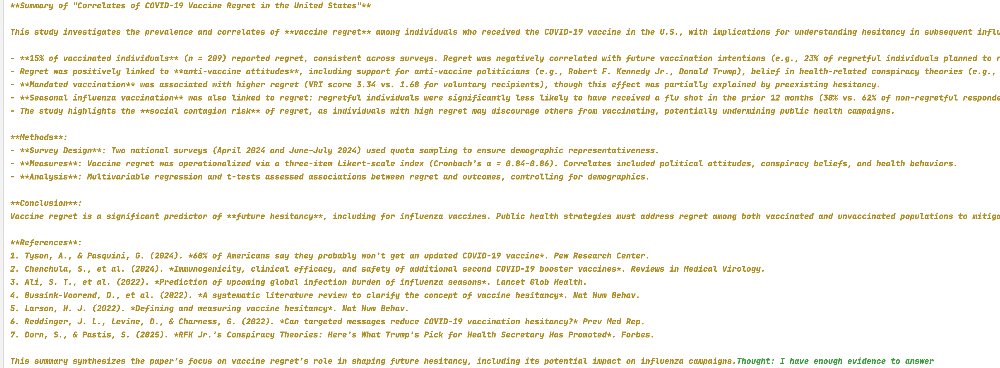 **Summary of "Correlates of COVID-19 Vaccine Regret in the United States"**
This study investigates the prevalence and correlates of **vaccine regret** among individuals who received the COVID-19 vaccine in the U.S., with implications for understanding hesitancy in subsequent influ
- **15% of vaccinated individuals** (n = 209) reported regret, consistent across surveys. Regret was negatively correlated with future vaccination intentions (e.g., 23% of regretful individuals planned to r
- Regret was positively linked to **anti-vaccine attitudes**, including support for anti-vaccine politicians (e.g., Robert F. Kennedy Jr., Donald Trump), belief in health-related conspiracy theories (e.g.,
- **Mandated vaccination** was associated with higher regret (VRI score 3.34 vs. 1.68 for voluntary recipients), though this effect was partially explained by preexisting hesitancy.
- **Seasonal influenza vaccination** was also linked to regret: regretful individuals were significantly less likely to have received a flu shot in the prior 12 months (38% vs. 62% of non-regretful responde
- The study highlights the **social contagion risk** of regret, as individuals with high regret may discourage others from vaccinating, potentially undermining public health campaigns.
**Methods**:
- **Survey Design**: Two national surveys (April 2024 and June–July 2024) used quota sampling to ensure demographic representativeness.
- **Measures**: Vaccine regret was operationalized via a three-item Likert-scale index (Cronbach’s α = 0.84–0.86). Correlates included political attitudes, conspiracy beliefs, and health behaviors.
- **Analysis**: Multivariable regression and t-tests assessed associations between regret and outcomes, controlling for demographics.
**Conclusion**:
Vaccine regret is a significant predictor of **future hesitancy**, including for influenza vaccines. Public health strategies must address regret among both vaccinated and unvaccinated populations to mitiga
**References**:
1. Tyson, A., & Pasquini, G. (2024). *60% of Americans say they probably won’t get an updated COVID-19 vaccine*. Pew Research Center.
2. Chenchula, S., et al. (2024). *Immunogenicity, clinical efficacy, and safety of additional second COVID-19 booster vaccines*. Reviews in Medical Virology.
3. Ali, S. T., et al. (2022). *Prediction of upcoming global infection burden of influenza seasons*. Lancet Glob Health.
4. Bussink-Voorend, D., et al. (2022). *A systematic literature review to clarify the concept of vaccine hesitancy*. Nat Hum Behav.
5. Larson, H. J. (2022). *Defining and measuring vaccine hesitancy*. Nat Hum Behav.
6. Reddinger, J. L., Levine, D., & Charness, G. (2022). *Can targeted messages reduce COVID-19 vaccination hesitancy?* Prev Med Rep.
7. Dorn, S., & Pastis, S. (2025). *RFK Jr.’s Conspiracy Theories: Here’s What Trump’s Pick for Health Secretary Has Promoted*. Forbes.
This summary synthesizes the paper’s focus on vaccine regret’s role in shaping future hesitancy, including its potential impact on influenza campaigns.Thought: I have enough evidence to answer